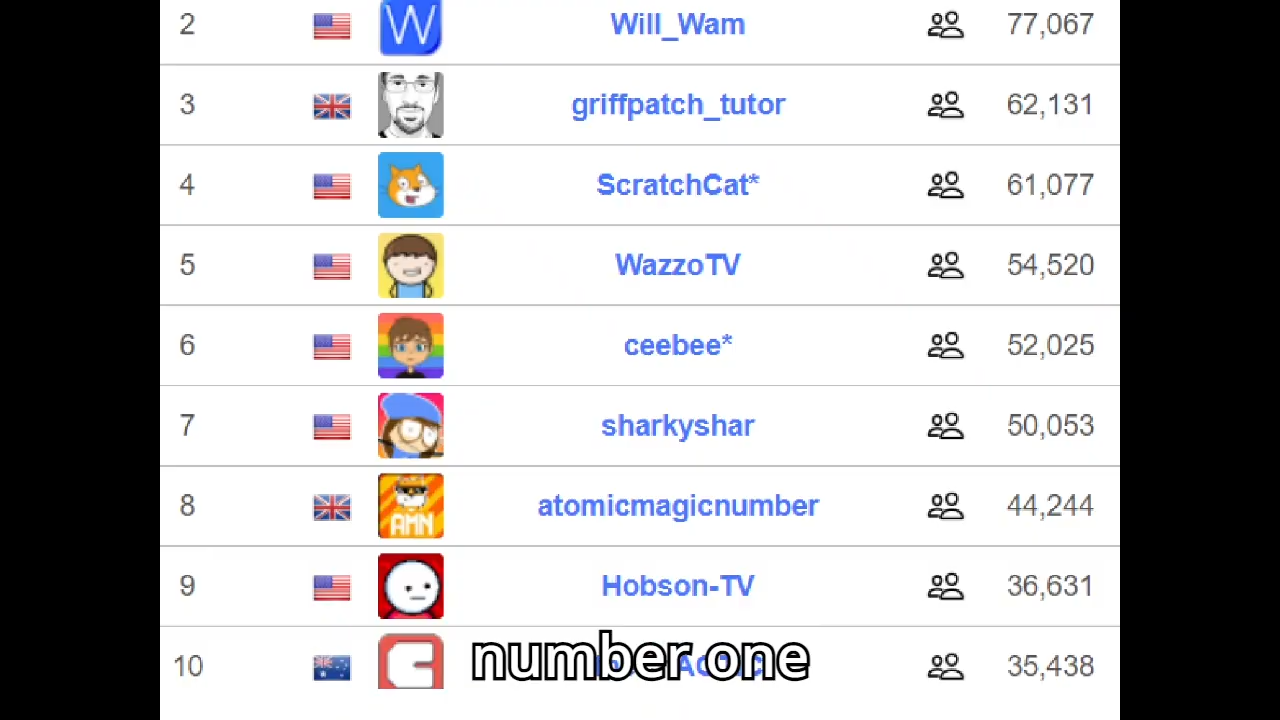 2 W Will_Wam 77,067
3 griffpatch_tutor 62,131
4 ScratchCat* 61,077
5 WazzoTV 54,520
6 ceebee* 52,025
7 sharkyshar 50,053
8 AMN atomicmagicnumber 44,244
9 Hobson-TV 36,631
10 35,438
number one